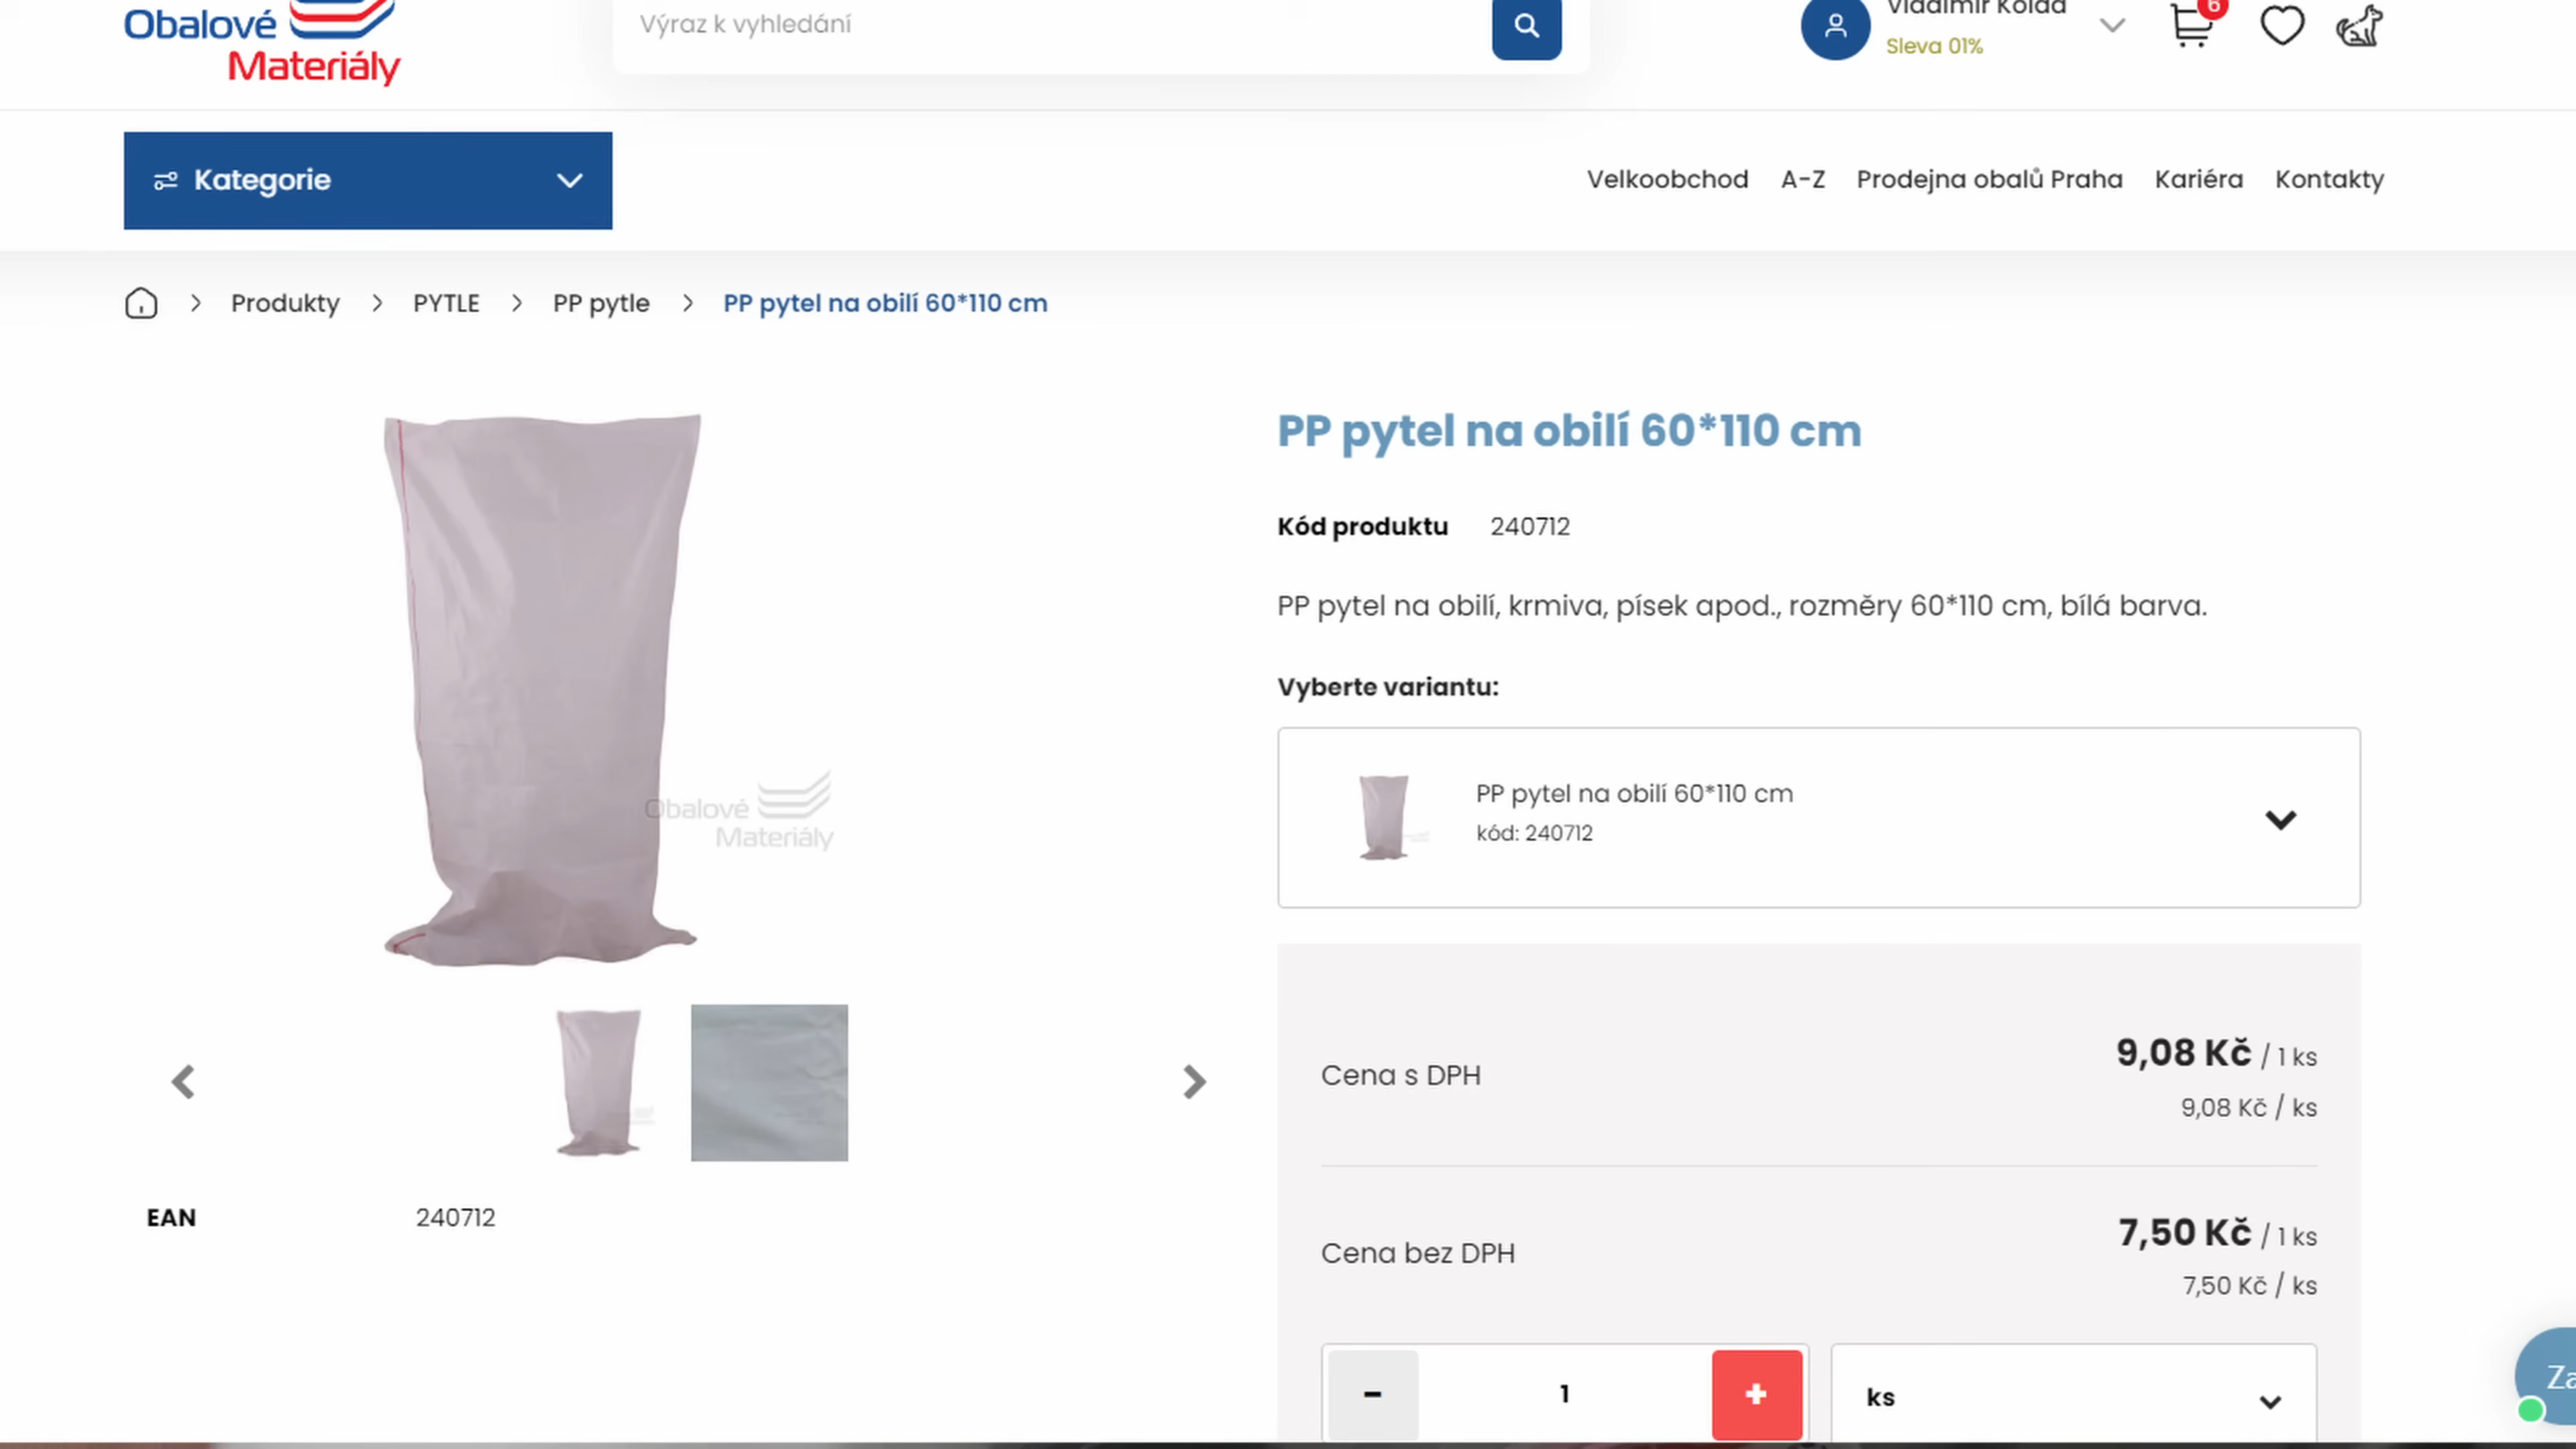 Obalové
Materiály
Výraz k vyhledání
Sleva 01%
6
Kategorie
Velkoobchod
A-Z
Prodejna obalů Praha
Kariéra
Kontakty
Produkty
PYTLE
PP pytle
PP pytel na obilí 60*110 cm
PP pytel na obilí 60*110 cm
Kód produktu 240712
PP pytel na obilí, krmiva, písek apod., rozměry 60*110 cm, bílá barva.
Vyberte variantu:
PP pytel na obilí 60*110 cm
kód: 240712
Obalové
Materiály
Cena s DPH
9,08 Kč / 1 ks
9,08 Kč / ks
Cena bez DPH
7,50 Kč / 1 ks
7,50 Kč / ks
- 1 +
ks
EAN 240712